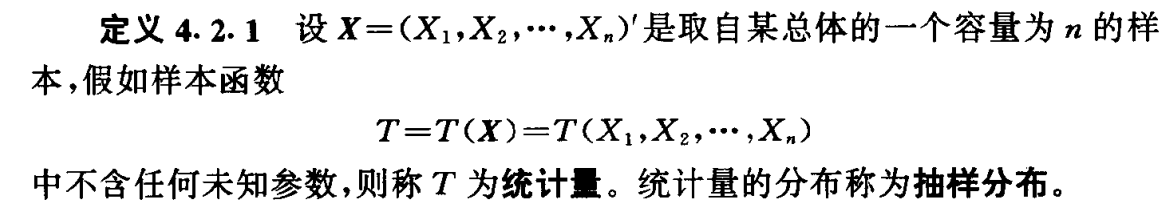 定义 4.2.1 设 X=(X₁,X₂,⋯,Xₙ)′是取自某总体的一个容量为 n 的样
本,假如样本函数
T=T(X)=T(X₁,X₂,⋯,Xₙ)
中不含任何未知参数,则称 T 为统计量。统计量的分布称为抽样分布。